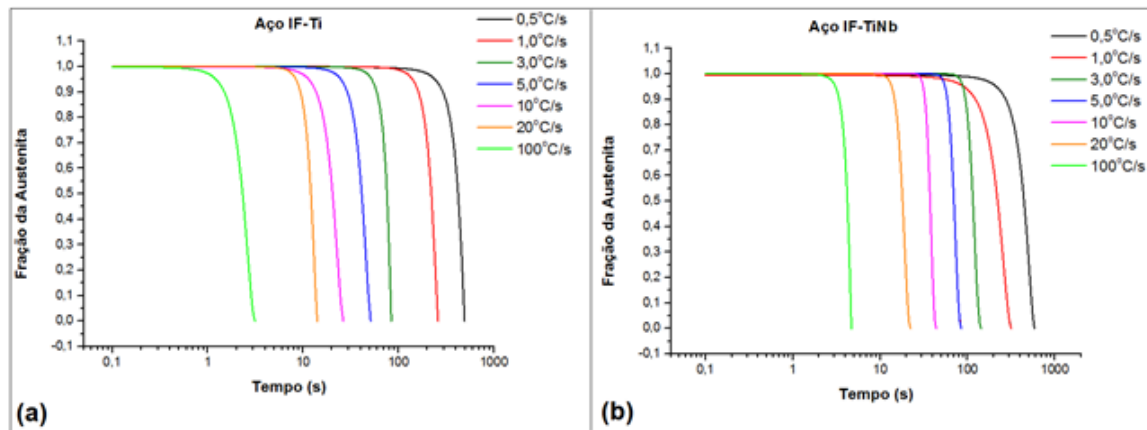 Aço IF-Ti
0,5°C/s
1,0°C/s
3,0°C/s
5,0°C/s
10°C/s
20°C/s
100°C/s
1,1
1,0
0,9
0,8
0,7
0,6
0,5
0,4
0,3
0,2
0,1
0,0
-0,1
Fração da Austenita
0,1
1
10
100
1000
Tempo (s)
(a)
Aço IF-TiNb
0,5°C/s
1,0°C/s
3,0°C/s
5,0°C/s
10°C/s
20°C/s
100°C/s
1,1
1,0
0,9
0,8
0,7
0,6
0,5
0,4
0,3
0,2
0,1
0,0
-0,1
Fração da Austenita
0,1
1
10
100
1000
Tempo (s)
(b)